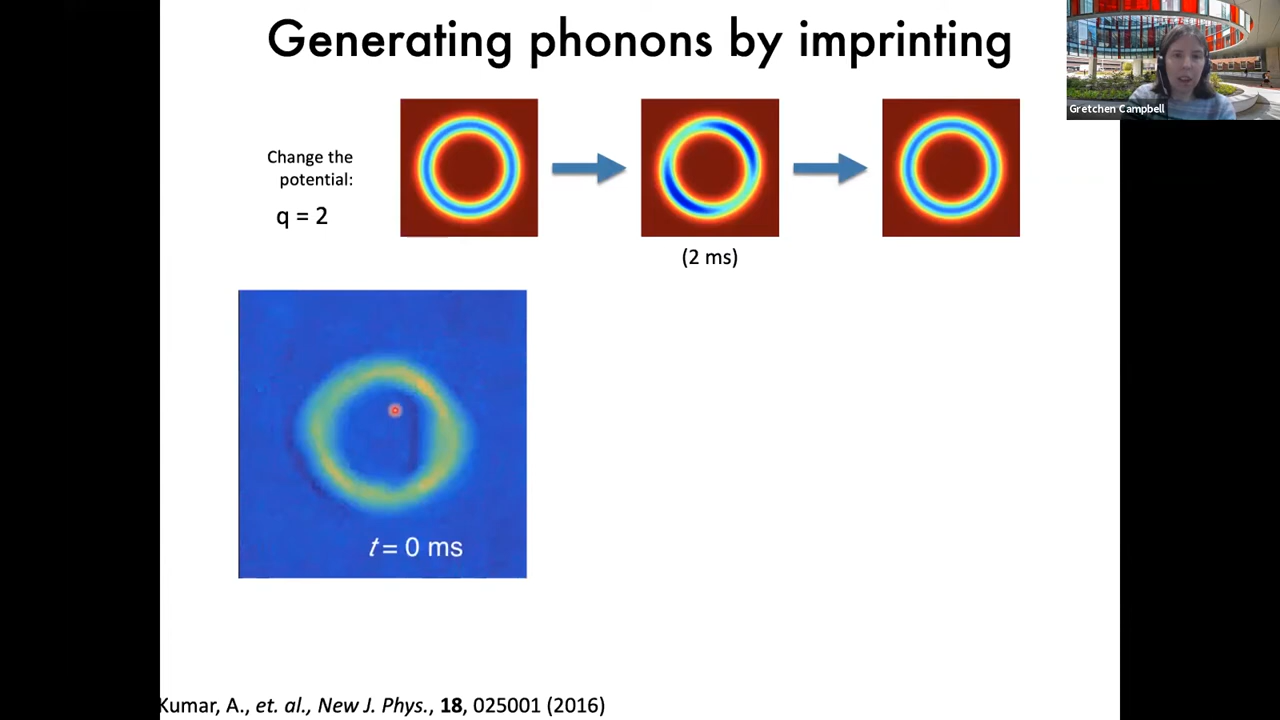 Generating phonons by imprinting
Gretchen Campbell
Change the
potential:
q = 2
(2 ms)
t = 0 ms
Kumar, A., et. al., New J. Phys., 18, 025001 (2016)